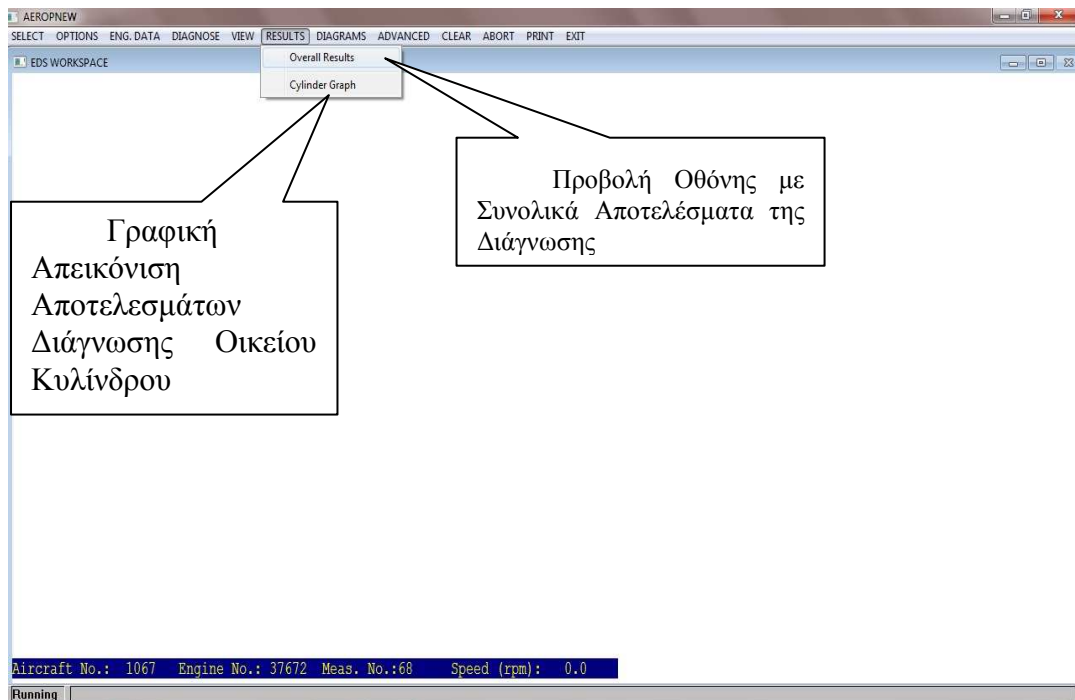 AEROPNEW
SELECT OPTIONS ENG. DATA DIAGNOSE VIEW RESULTS DIAGRAMS ADVANCED CLEAR ABORT PRINT EXIT
EDS WORKSPACE
Overall Results
Cylinder Graph
Προβολή Οθόνης με
Συνολικά Αποτελέσματα της
Διάγνωσης
Γραφική
Απεικόνιση
Αποτελεσμάτων
Διάγνωσης Οικείου
Κυλίνδρου
Aircraft No.: 1067 Engine No.: 37672 Meas. No.:68 Speed (rpm): 0.0
Running